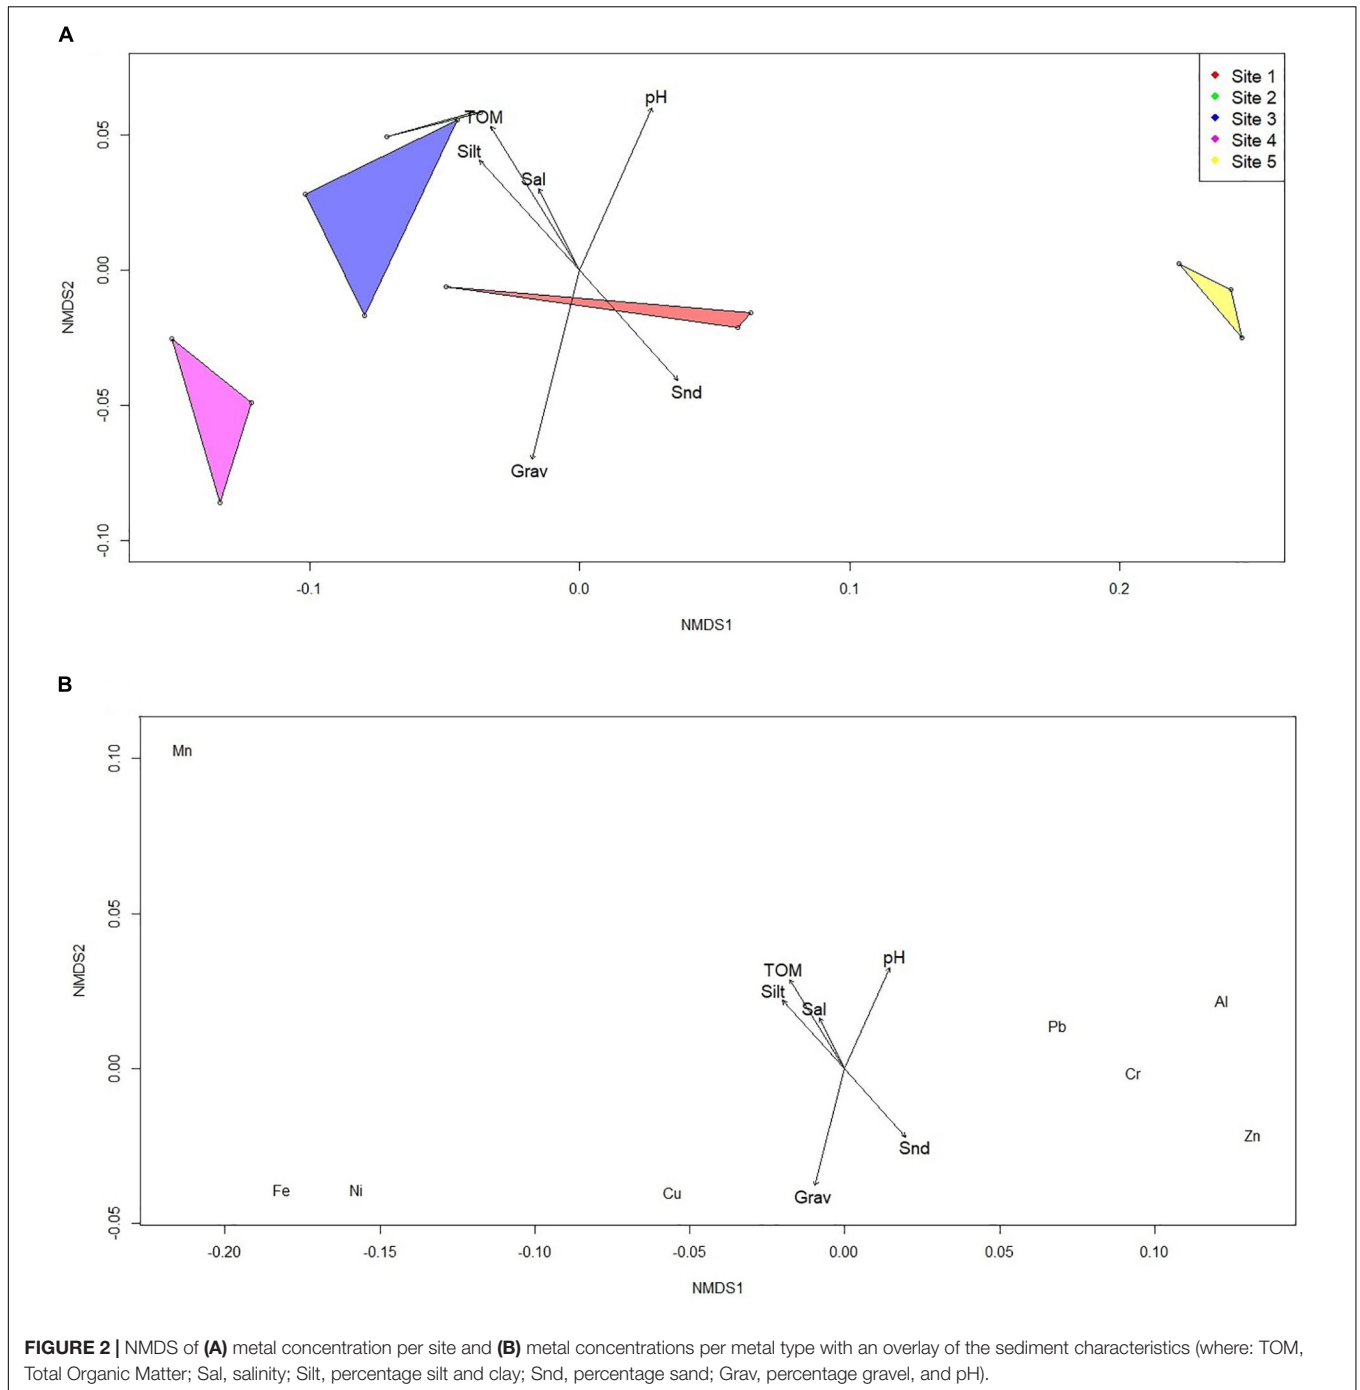 A
Site 1
Site 2
Site 3
Site 4
Site 5
pH
TOM
Silt
Sal
Snd
Grav
0.05
0.00
-0.05
-0.10
NMDS2
-0.1
0.0
0.1
0.2
NMDS1
B
Mn
pH
TOM
Silt
Sal
Al
Pb
Cr
Zn
Snd
Fe
Ni
Cu
Grav
0.10
0.05
0.00
-0.05
NMDS2
-0.20
-0.15
-0.10
-0.05
0.00
0.05
0.10
NMDS1
FIGURE 2 | NMDS of (A) metal concentration per site and (B) metal concentrations per metal type with an overlay of the sediment characteristics (where: TOM,
Total Organic Matter; Sal, salinity; Silt, percentage silt and clay; Snd, percentage sand; Grav, percentage gravel, and pH).